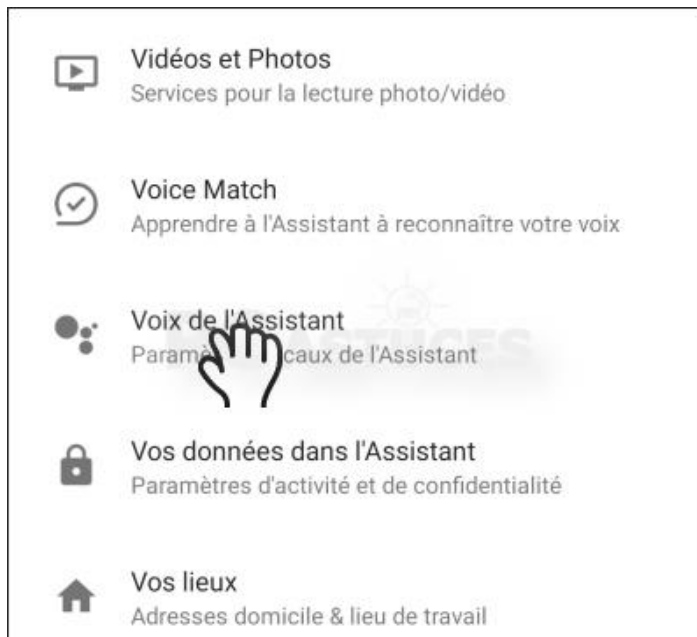 Vidéos et Photos
Services pour la lecture photo/vidéo
Voice Match
Apprendre à l'Assistant à reconnaître votre voix
Voix de l'Assistant
de l'Assistant
ASTUCES
Vos données dans l'Assistant
Paramètres d'activité et de confidentialité
Vos lieux
Adresses domicile & lieu de travail